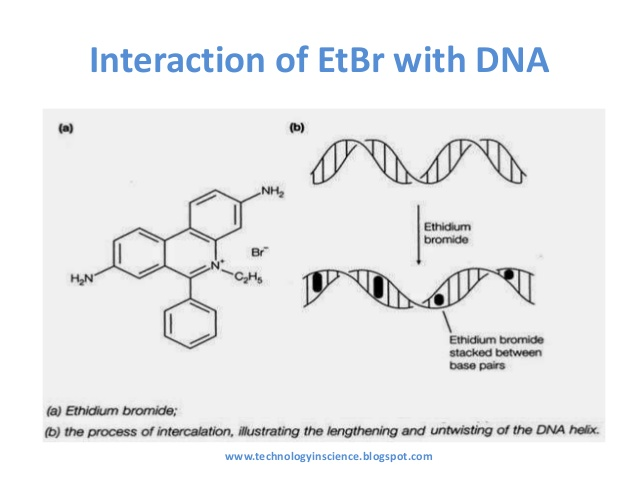 Interaction of EtBr with DNA
(a)
NH₂
Br⁻
N⁺
C₂H₅
H₂N
(b)
Ethidium
bromide
Ethidium bromide
stacked between
base pairs
(a) Ethidium bromide;
(b) the process of intercalation, illustrating the lengthening and untwisting of the DNA helix.
www.technologyinscience.blogspot.com